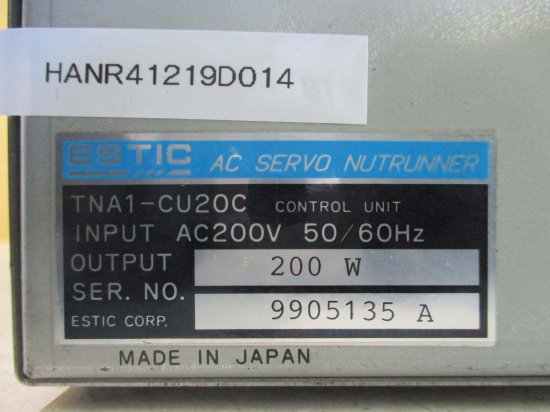 HANR41219D014
ESTIC AC SERVO NUTRUNNER
TNA1-CU20C CONTROL UNIT
INPUT AC200V 50/60Hz
OUTPUT 200 W
SER. NO. 9905135 A
ESTIC CORP.
MADE IN JAPAN